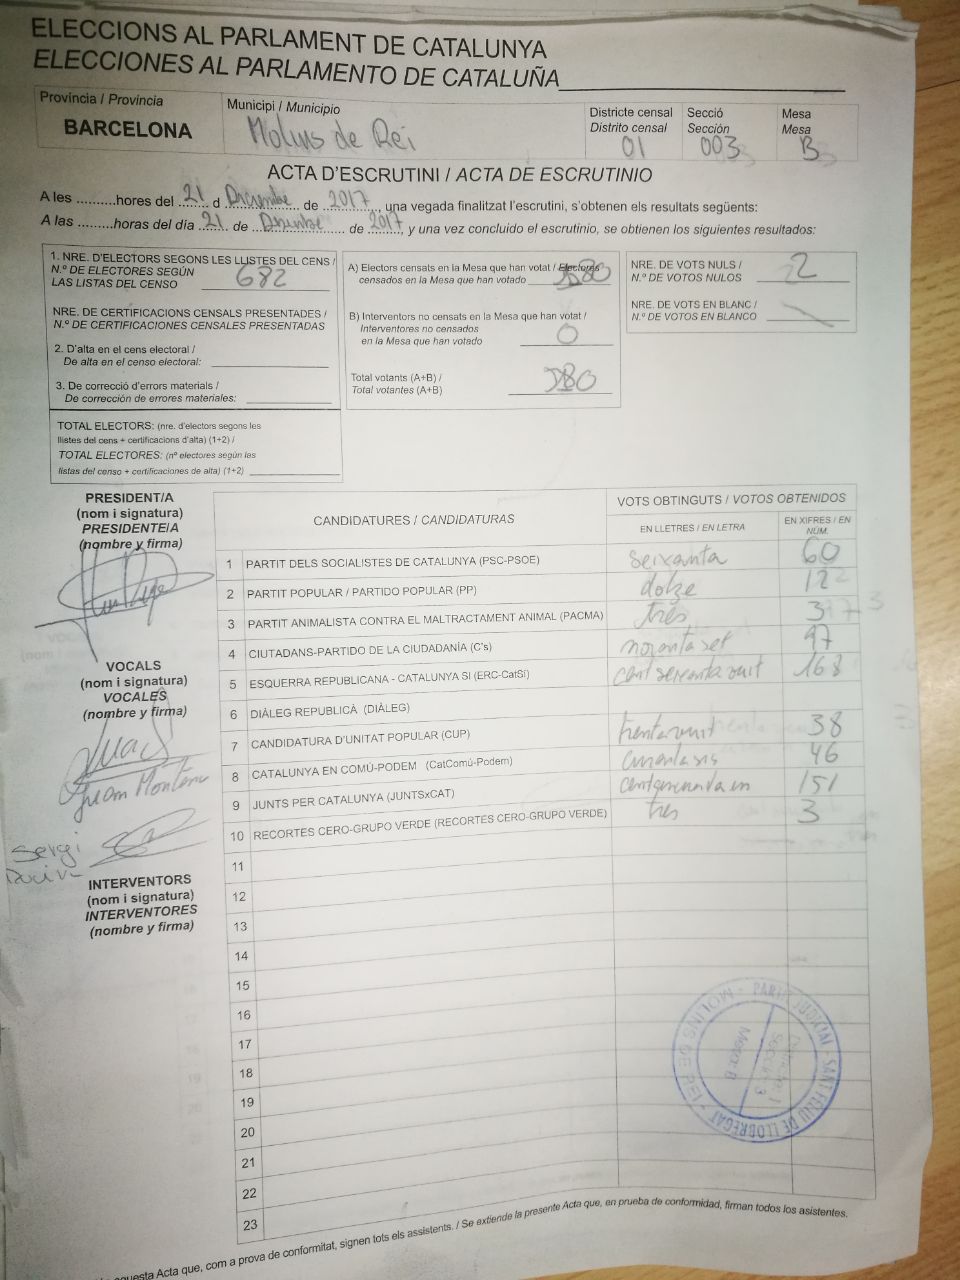 ELECCIONS AL PARLAMENT DE CATALUNYA
ELECCIONES AL PARLAMENTO DE CATALUÑA
Província / Provincia
BARCELONA
Municipi / Municipio
Molins de Rei
Districte censal
Distrito censal
01
Secció
Sección
003
Mesa
Mesa
B
ACTA D'ESCRUTINI / ACTA DE ESCRUTINIO
A les .........hores del 21 d Desembre de 2017, una vegada finalitzat l'escrutini, s'obtenen els resultats següents:
A las .........horas del día 21 de Desembre de 2017, y una vez concluido el escrutinio, se obtienen los siguientes resultados:
1. NRE. D'ELECTORS SEGONS LES LLISTES DEL CENS /
N.º DE ELECTORES SEGÚN
LAS LISTAS DEL CENSO 682
NRE. DE CERTIFICACIONS CENSALS PRESENTADES /
N.º DE CERTIFICACIONES CENSALES PRESENTADAS
2. D'alta en el cens electoral /
De alta en el censo electoral:
3. De correcció d'errors materials /
De corrección de errores materiales:
TOTAL ELECTORS: (nre. d'electors segons les
llistes del cens + certificacions d'alta) (1+2) /
TOTAL ELECTORES: (nº electores según las
listas del censo + certificaciones de alta) (1+2)
A) Electors censats en la Mesa que han votat / Electores
censados en la Mesa que han votado 580
B) Interventors no censats en la Mesa que han votat /
Interventores no censados
en la Mesa que han votado 0
Total votants (A+B) /
Total votantes (A+B) 580
NRE. DE VOTS NULS /
N.º DE VOTOS NULOS 2
NRE. DE VOTS EN BLANC /
N.º DE VOTOS EN BLANCO
PRESIDENT/A
(nom i signatura)
PRESIDENTE/A
(nombre y firma)
VOCALS
(nom i signatura)
VOCALES
(nombre y firma)
Juan Montero
Sergi
INTERVENTORS
(nom i signatura)
INTERVENTORES
(nombre y firma)
CANDIDATURES / CANDIDATURAS
VOTS OBTINGUTS / VOTOS OBTENIDOS
EN LLETRES / EN LETRA
EN XIFRES / EN NÚM.
1 PARTIT DELS SOCIALISTES DE CATALUNYA (PSC-PSOE) seixanta 60
2 PARTIT POPULAR / PARTIDO POPULAR (PP) dotze 12
3 PARTIT ANIMALISTA CONTRA EL MALTRACTAMENT ANIMAL (PACMA) tres 3
4 CIUTADANS-PARTIDO DE LA CIUDADANÍA (C's) noranta set 97
5 ESQUERRA REPUBLICANA - CATALUNYA SÍ (ERC-CatSí) cent seixanta vuit 168
6 DIÀLEG REPUBLICÀ (DIÀLEG)
7 CANDIDATURA D'UNITAT POPULAR (CUP) trenta vuit 38
8 CATALUNYA EN COMÚ-PODEM (CatComú-Podem) 46
9 JUNTS PER CATALUNYA (JUNTSxCAT) 151
10 RECORTES CERO-GRUPO VERDE (RECORTES CERO-GRUPO VERDE) tres 3
11
12
13
14
15
16
17
18
19
20
21
22
23
MOLINS DE REI - PARTIT JUDICIAL - SANT FELIU DE LLOBREGAT
Districte 1
Secció 3
Mesa: B
aquesta Acta que, com a prova de conformitat, signen tots els assistents. / Se extiende la presente Acta que, en prueba de conformidad, firman todos los asistentes.